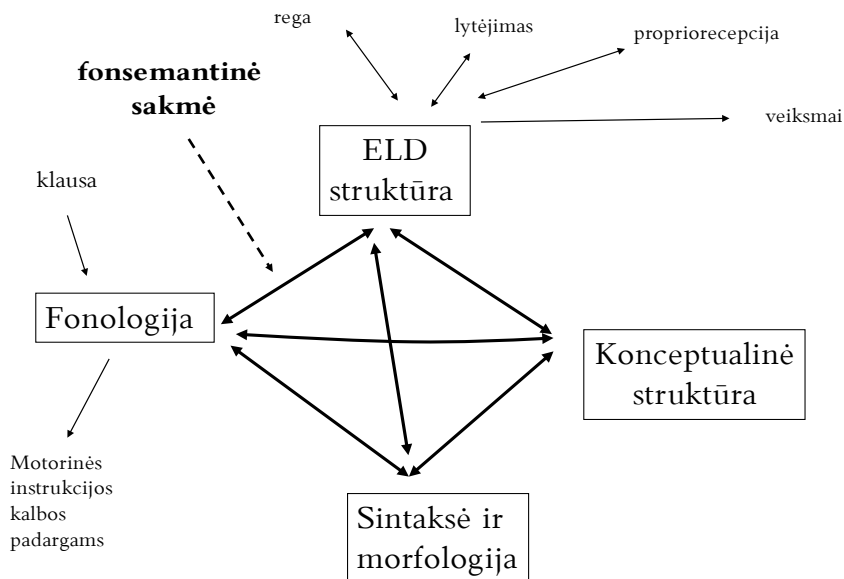 rega
lytėjimas
propriorecepcija
fonsemantinė
sakmė
veiksmai
ELD
struktūra
klausa
Fonologija
Konceptualinė
struktūra
Motorinės
instrukcijos
kalbos
padargams
Sintaksė ir
morfologija